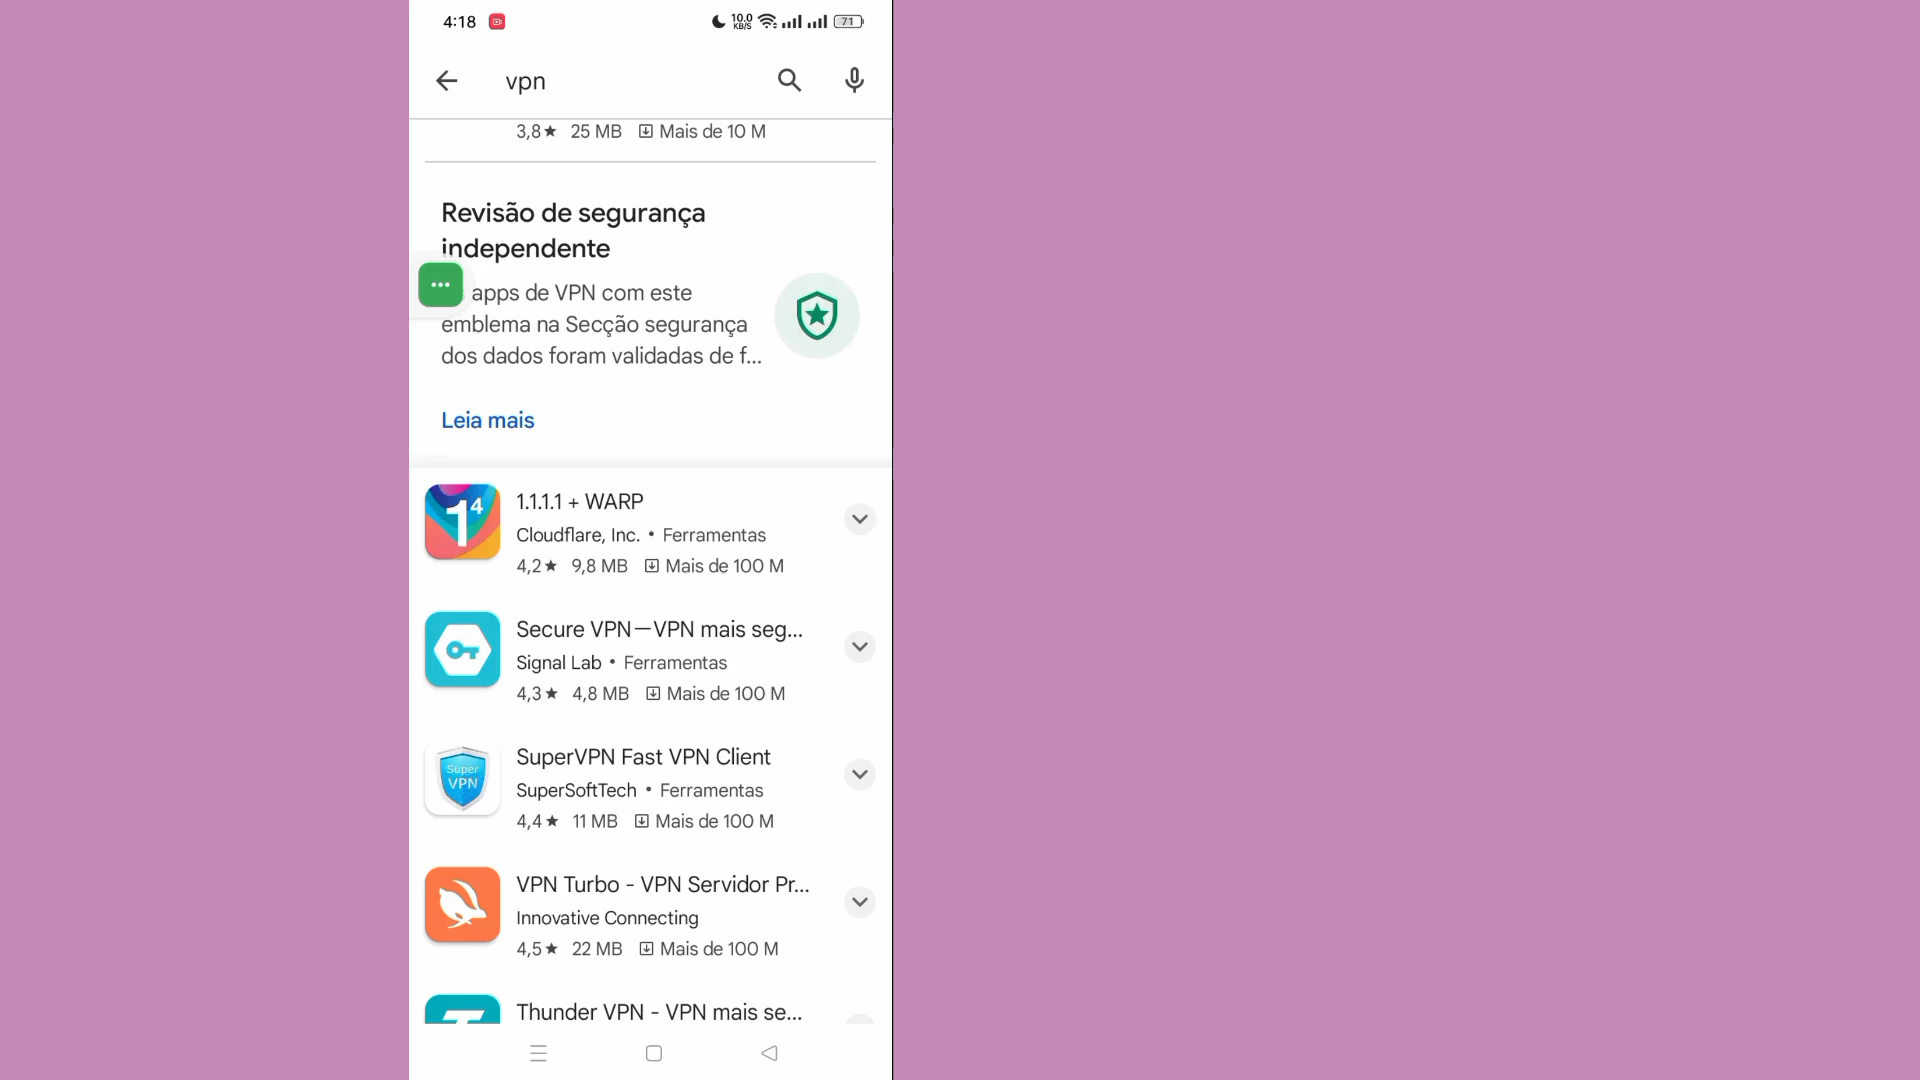 4:18
10.0
KB/S
71
vpn
3,8★ 25 MB Mais de 10 M
Revisão de segurança
independente
apps de VPN com este
emblema na Secção segurança
dos dados foram validadas de f...
Leia mais
1⁴
1.1.1.1 + WARP
Cloudflare, Inc. • Ferramentas
4,2★ 9,8 MB Mais de 100 M
Secure VPN—VPN mais seg...
Signal Lab • Ferramentas
4,3★ 4,8 MB Mais de 100 M
Super
VPN
SuperVPN Fast VPN Client
SuperSoftTech • Ferramentas
4,4★ 11 MB Mais de 100 M
VPN Turbo - VPN Servidor Pr...
Innovative Connecting
4,5★ 22 MB Mais de 100 M
Thunder VPN - VPN mais se...